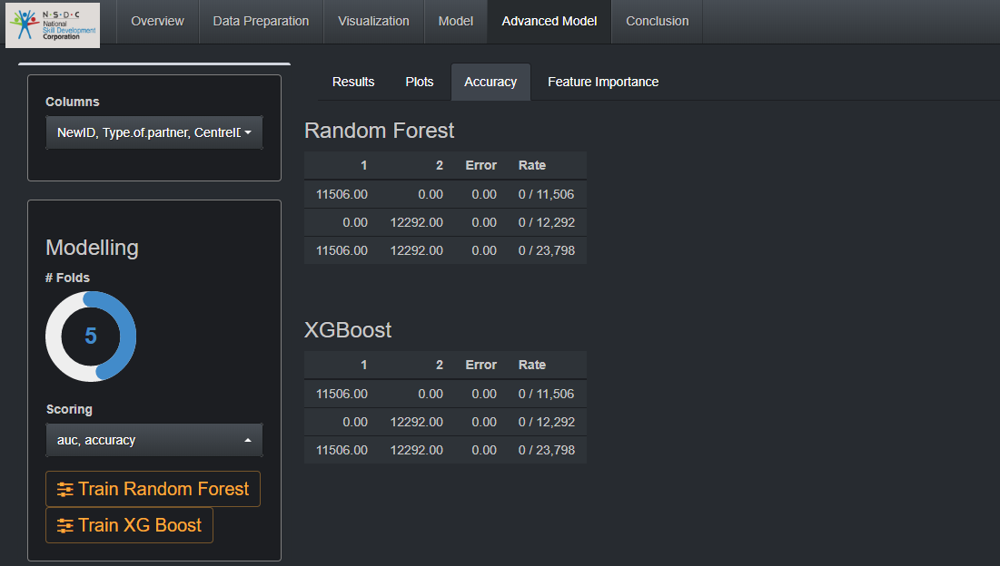 N·S·D·C
National
Skill Development
Corporation
Overview
Data Preparation
Visualization
Model
Advanced Model
Conclusion
Columns
NewID, Type.of.partner, CentreID
Modelling
# Folds
5
Scoring
auc, accuracy
Train Random Forest
Train XG Boost
Results
Plots
Accuracy
Feature Importance
Random Forest
1 2 Error Rate
11506.00 0.00 0.00 0 / 11,506
0.00 12292.00 0.00 0 / 12,292
11506.00 12292.00 0.00 0 / 23,798
XGBoost
1 2 Error Rate
11506.00 0.00 0.00 0 / 11,506
0.00 12292.00 0.00 0 / 12,292
11506.00 12292.00 0.00 0 / 23,798